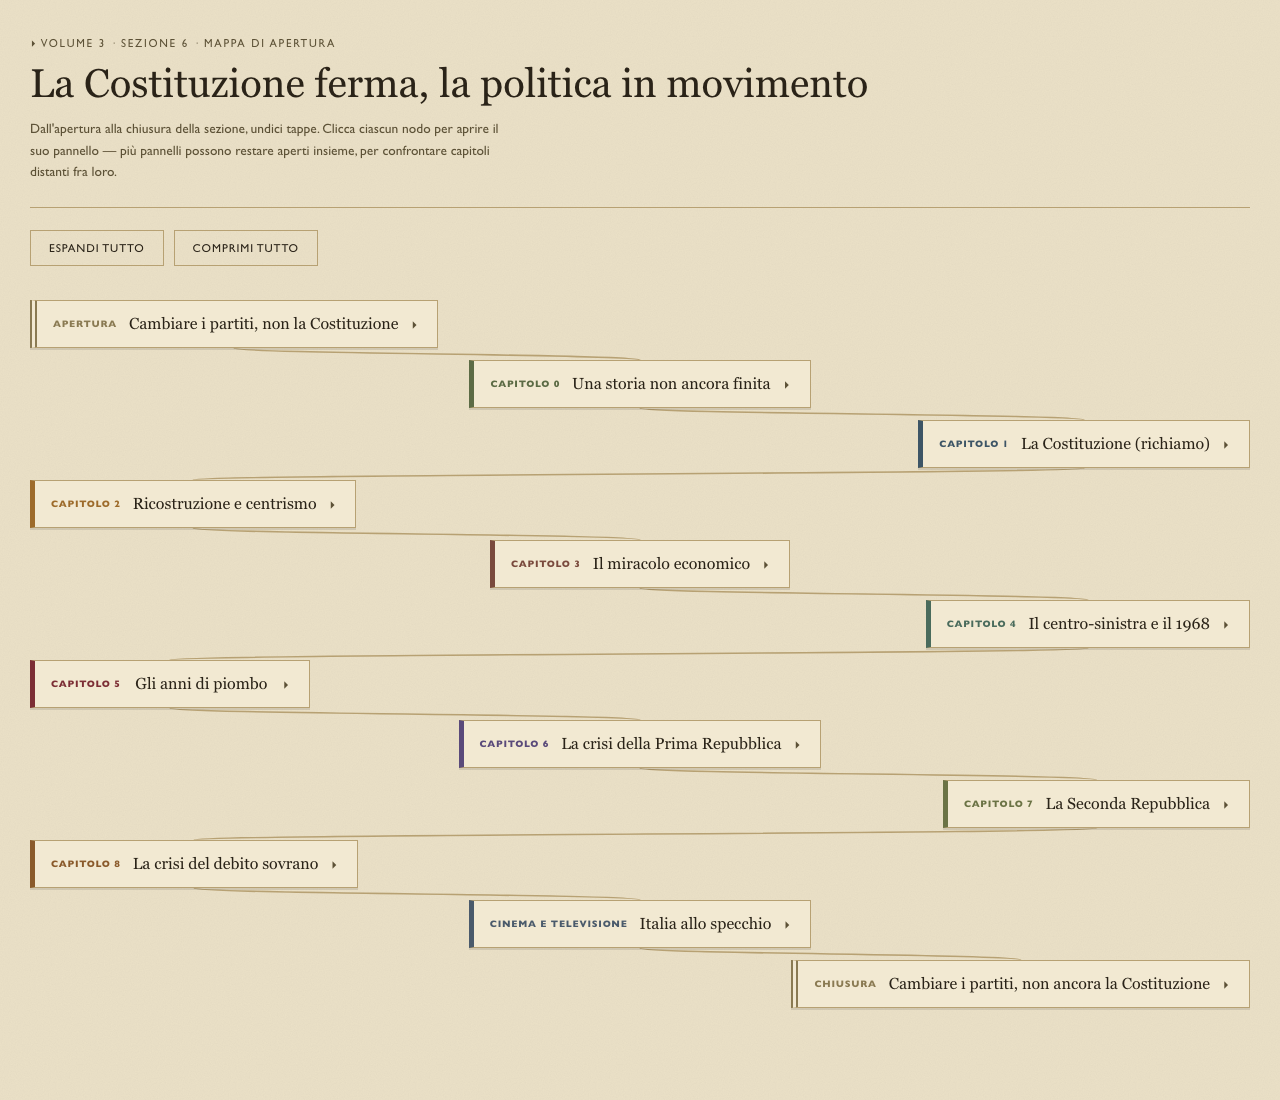 VOLUME 3 · SEZIONE 6 · MAPPA DI APERTURA
La Costituzione ferma, la politica in movimento
Dall'apertura alla chiusura della sezione, undici tappe. Clicca ciascun nodo per aprire il
suo pannello — più pannelli possono restare aperti insieme, per confrontare capitoli
distanti fra loro.
ESPANDI TUTTO COMPRIMI TUTTO
APERTURA Cambiare i partiti, non la Costituzione
CAPITOLO 0 Una storia non ancora finita
CAPITOLO 1 La Costituzione (richiamo)
CAPITOLO 2 Ricostruzione e centrismo
CAPITOLO 3 Il miracolo economico
CAPITOLO 4 Il centro-sinistra e il 1968
CAPITOLO 5 Gli anni di piombo
CAPITOLO 6 La crisi della Prima Repubblica
CAPITOLO 7 La Seconda Repubblica
CAPITOLO 8 La crisi del debito sovrano
CINEMA E TELEVISIONE Italia allo specchio
CHIUSURA Cambiare i partiti, non ancora la Costituzione